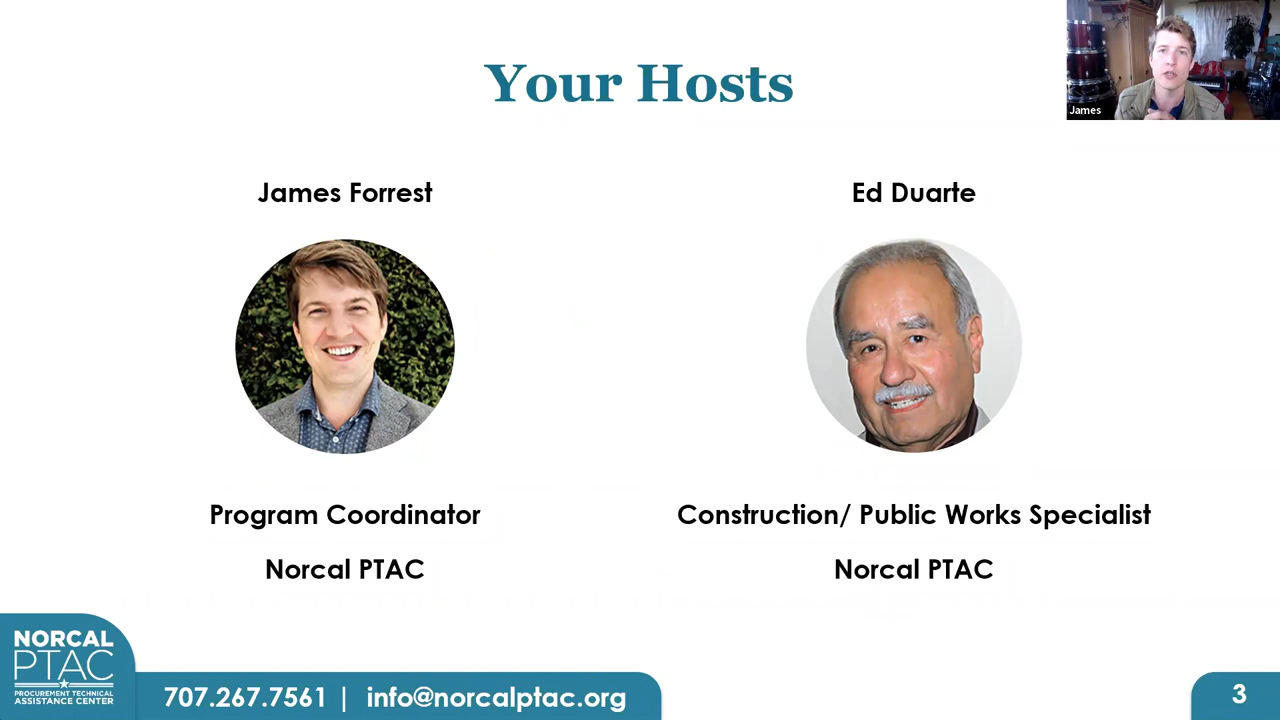 Your Hosts
James
James Forrest
Ed Duarte
Program Coordinator
Norcal PTAC
Construction/ Public Works Specialist
Norcal PTAC
NORCAL
PTAC
PROCUREMENT TECHNICAL
ASSISTANCE CENTER
707.267.7561 | info@norcalptac.org
3